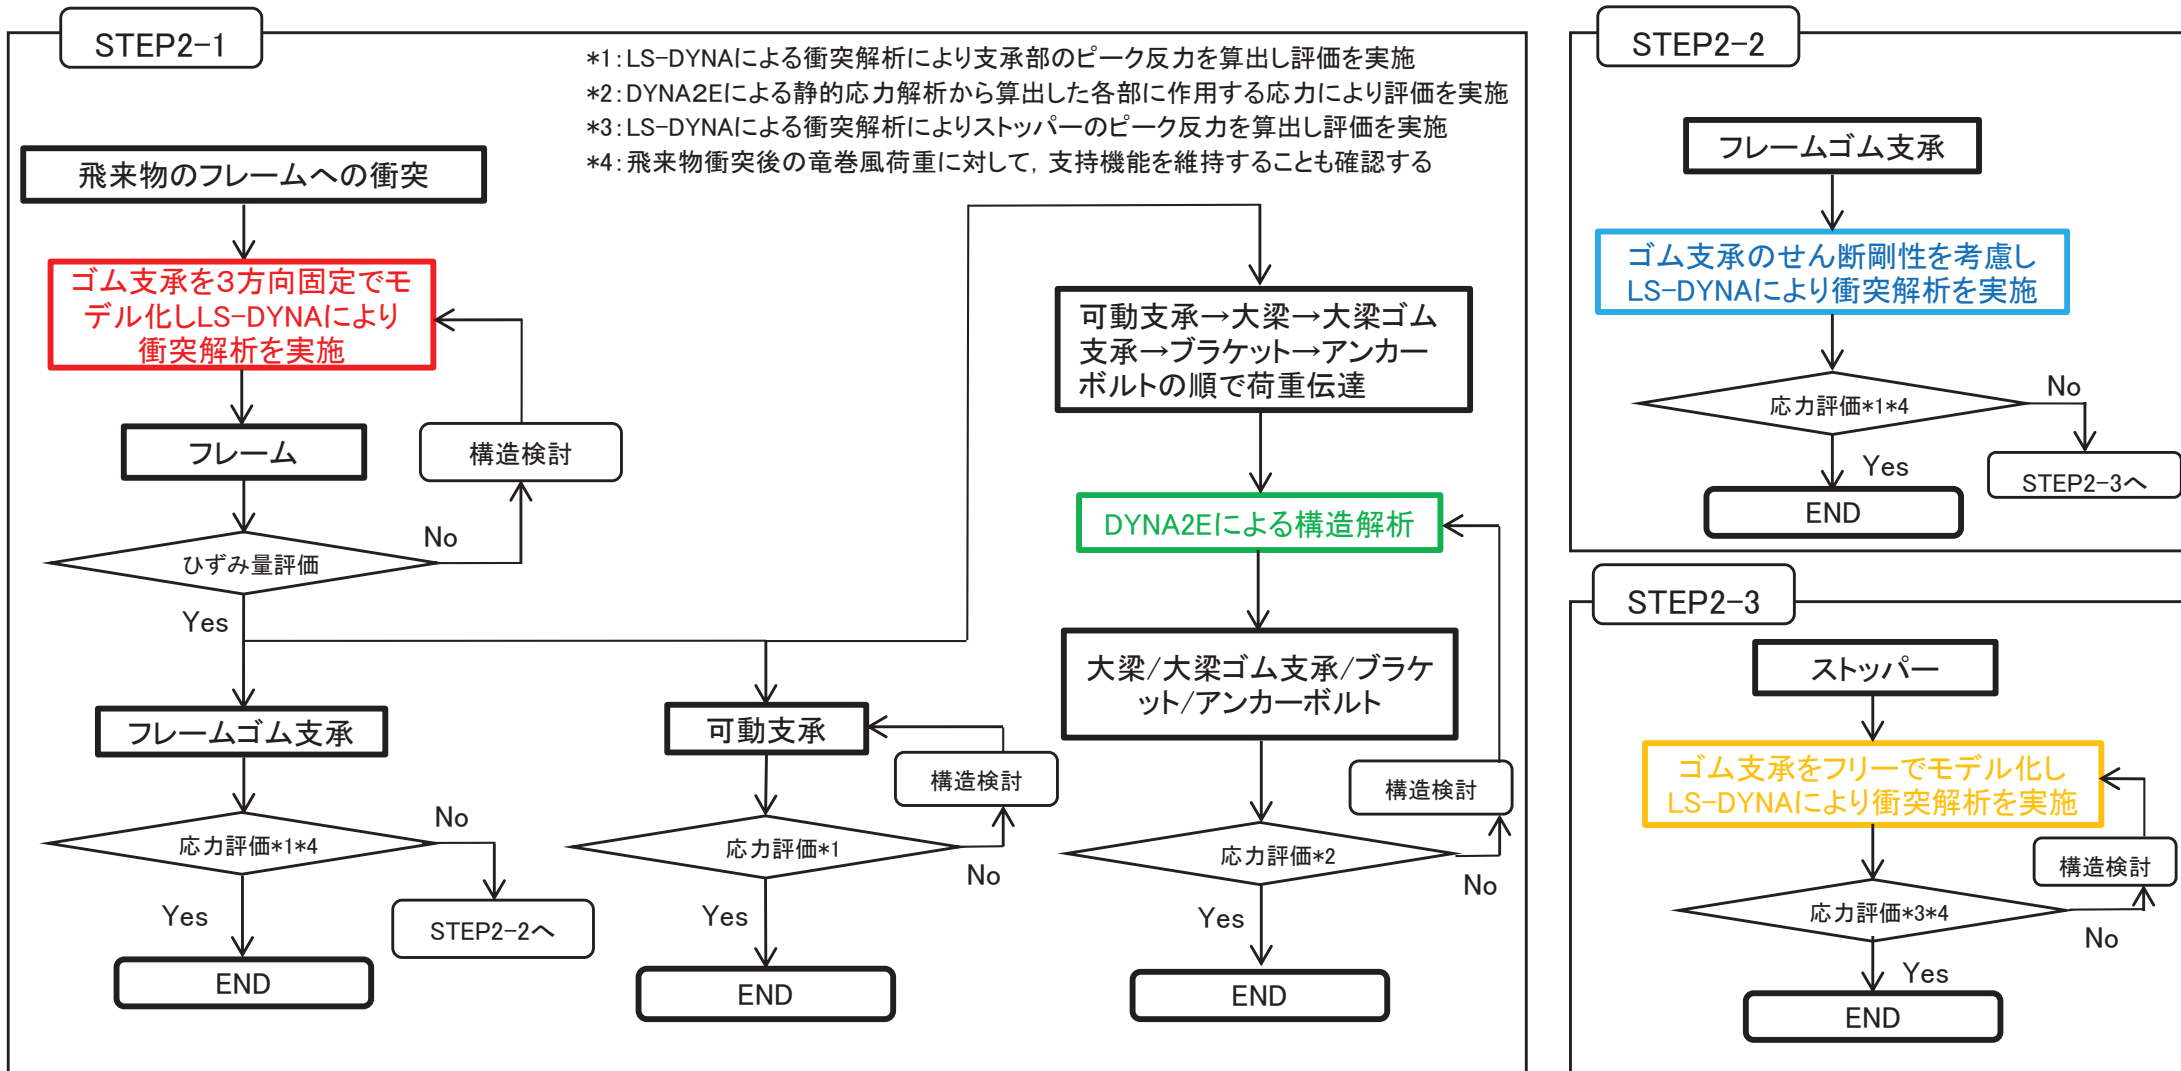 STEP2-1
*1:LS-DYNAによる衝突解析により支承部のピーク反力を算出し評価を実施
*2:DYNA2Eによる静的応力解析から算出した各部に作用する応力により評価を実施
*3:LS-DYNAによる衝突解析によりストッパーのピーク反力を算出し評価を実施
*4:飛来物衝突後の竜巻風荷重に対して，支持機能を維持することも確認する
飛来物のフレームへの衝突
ゴム支承を３方向固定でモ
デル化しLS-DYNAにより
衝突解析を実施
フレーム
構造検討
ひずみ量評価
No
Yes
フレームゴム支承
応力評価*1*4
No
Yes
STEP2-2へ
END
可動支承
構造検討
応力評価*1
No
Yes
END
可動支承→大梁→大梁ゴム
支承→ブラケット→アンカー
ボルトの順で荷重伝達
DYNA2Eによる構造解析
大梁/大梁ゴム支承/ブラケ
ット/アンカーボルト
構造検討
応力評価*2
No
Yes
END
STEP2-2
フレームゴム支承
ゴム支承のせん断剛性を考慮し
LS-DYNAにより衝突解析を実施
応力評価*1*4
No
Yes
STEP2-3へ
END
STEP2-3
ストッパー
ゴム支承をフリーでモデル化し
LS-DYNAにより衝突解析を実施
構造検討
応力評価*3*4
No
Yes
END